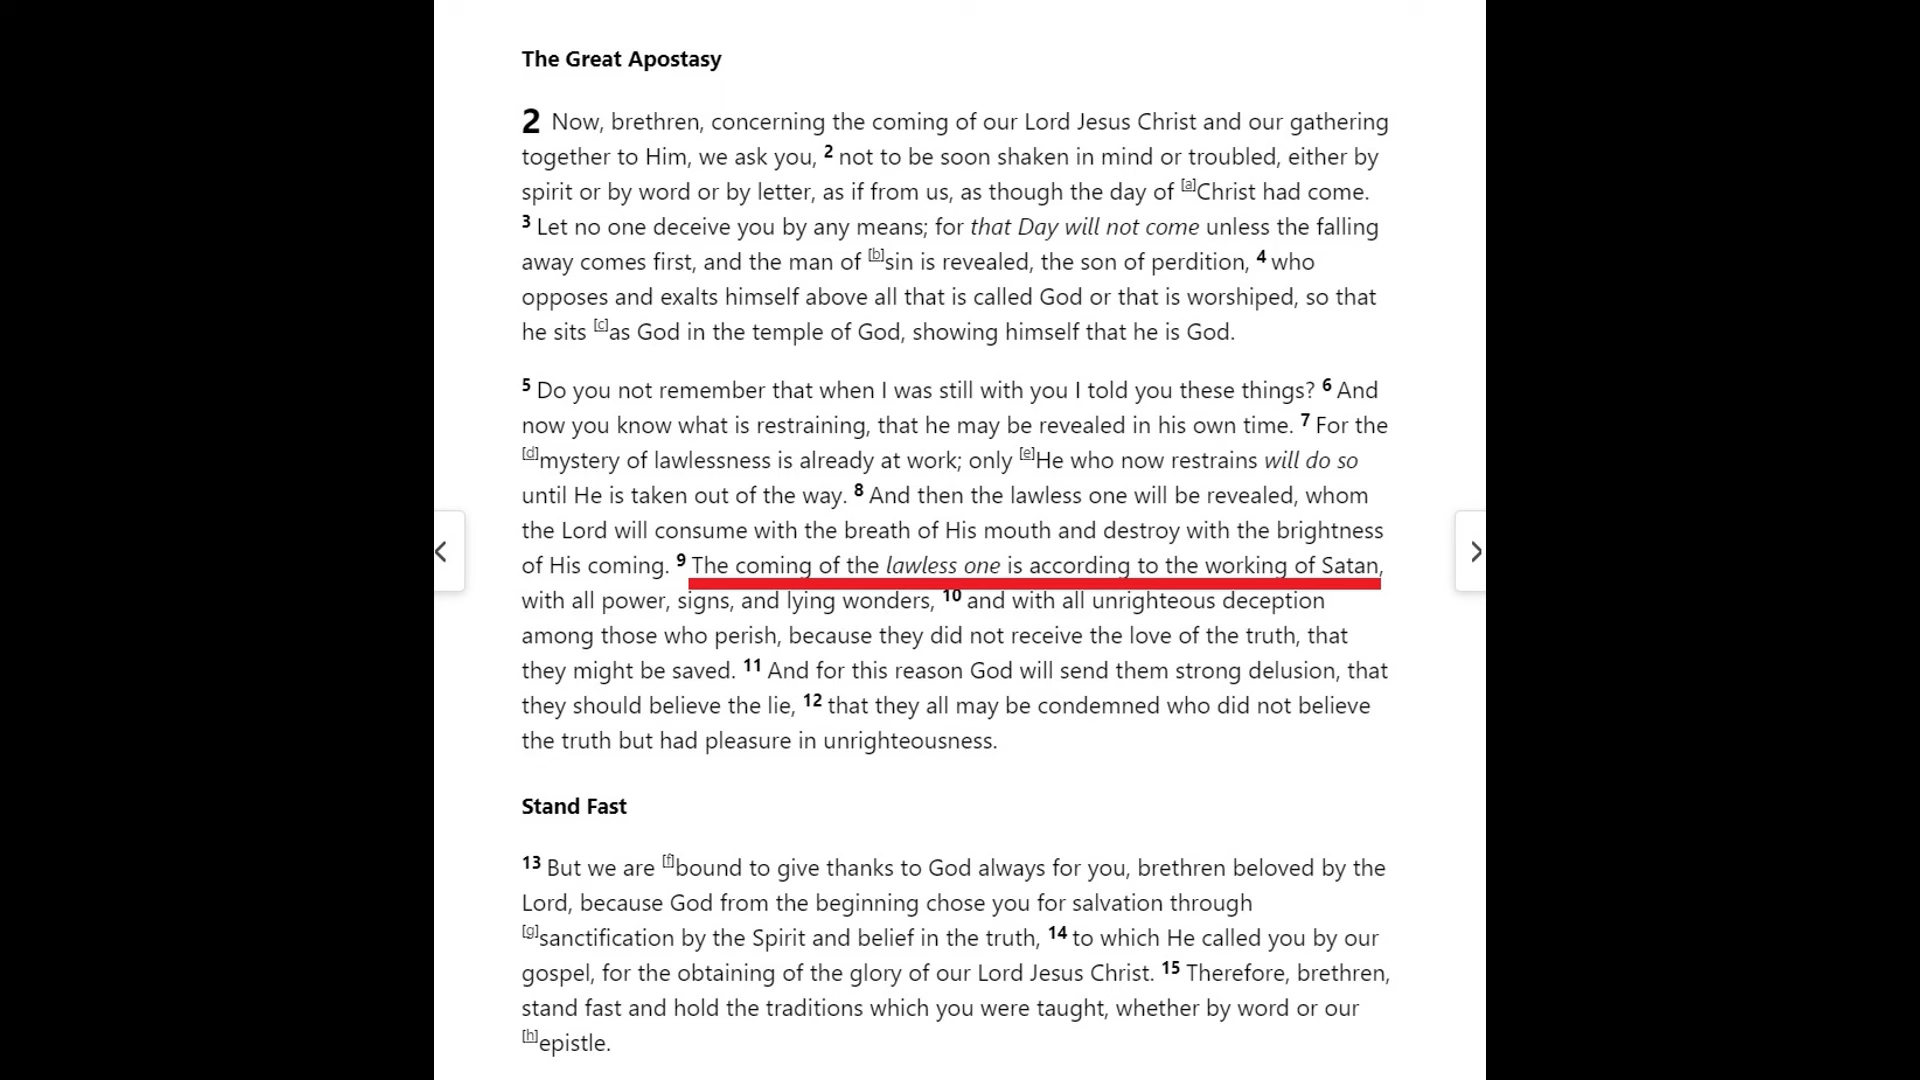 The Great Apostasy
2 Now, brethren, concerning the coming of our Lord Jesus Christ and our gathering
together to Him, we ask you, 2 not to be soon shaken in mind or troubled, either by
spirit or by word or by letter, as if from us, as though the day of [a]Christ had come.
3 Let no one deceive you by any means; for that Day will not come unless the falling
away comes first, and the man of [b]sin is revealed, the son of perdition, 4 who
opposes and exalts himself above all that is called God or that is worshiped, so that
he sits [c]as God in the temple of God, showing himself that he is God.
5 Do you not remember that when I was still with you I told you these things? 6 And
now you know what is restraining, that he may be revealed in his own time. 7 For the
[d]mystery of lawlessness is already at work; only [e]He who now restrains will do so
until He is taken out of the way. 8 And then the lawless one will be revealed, whom
the Lord will consume with the breath of His mouth and destroy with the brightness
of His coming. 9 The coming of the lawless one is according to the working of Satan,
with all power, signs, and lying wonders, 10 and with all unrighteous deception
among those who perish, because they did not receive the love of the truth, that
they might be saved. 11 And for this reason God will send them strong delusion, that
they should believe the lie, 12 that they all may be condemned who did not believe
the truth but had pleasure in unrighteousness.
Stand Fast
13 But we are [f]bound to give thanks to God always for you, brethren beloved by the
Lord, because God from the beginning chose you for salvation through
[g]sanctification by the Spirit and belief in the truth, 14 to which He called you by our
gospel, for the obtaining of the glory of our Lord Jesus Christ. 15 Therefore, brethren,
stand fast and hold the traditions which you were taught, whether by word or our
[h]epistle.